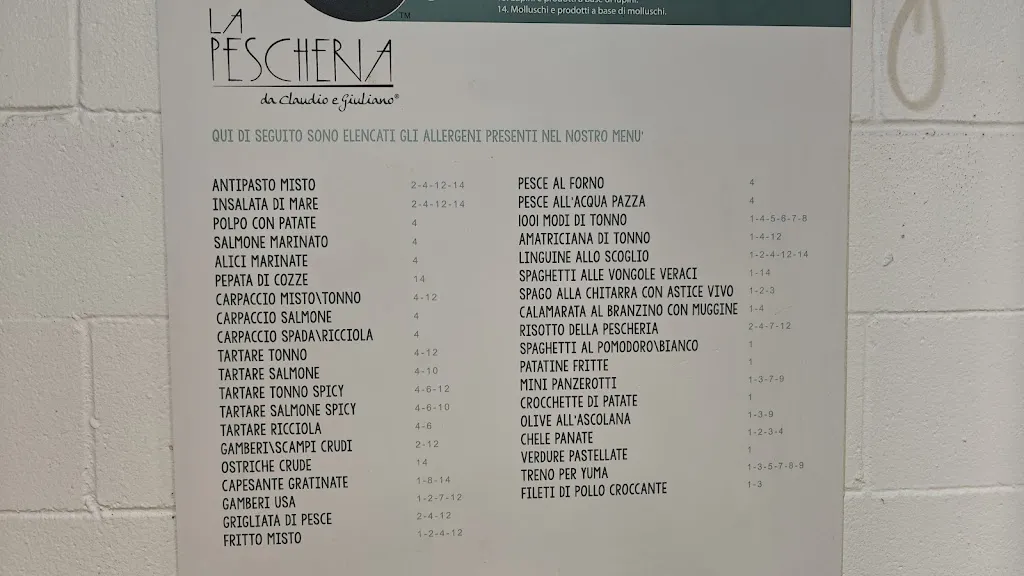 14. Molluschi e prodotti a base di molluschi.
TM
LA
PESCHERIA
da Claudio e Giuliano®
QUI DI SEGUITO SONO ELENCATI GLI ALLERGENI PRESENTI NEL NOSTRO MENU'
ANTIPASTO MISTO 2-4-12-14
INSALATA DI MARE 2-4-12-14
POLPO CON PATATE 4
SALMONE MARINATO 4
ALICI MARINATE 4
PEPATA DI COZZE 14
CARPACCIO MISTO\TONNO 4-12
CARPACCIO SALMONE 4
CARPACCIO SPADA\RICCIOLA 4
TARTARE TONNO 4-12
TARTARE SALMONE 4-10
TARTARE TONNO SPICY 4-6-12
TARTARE SALMONE SPICY 4-6-10
TARTARE RICCIOLA 4-6
GAMBERI\SCAMPI CRUDI 2-12
OSTRICHE CRUDE 14
CAPESANTE GRATINATE 1-8-14
GAMBERI USA 1-2-7-12
GRIGLIATA DI PESCE 2-4-12
FRITTO MISTO 1-2-4-12
PESCE AL FORNO 4
PESCE ALL'ACQUA PAZZA 4
1001 MODI DI TONNO 1-4-5-6-7-8
AMATRICIANA DI TONNO 1-4-12
LINGUINE ALLO SCOGLIO 1-2-4-12-14
SPAGHETTI ALLE VONGOLE VERACI 1-14
SPAGO ALLA CHITARRA CON ASTICE VIVO 1-2-3
CALAMARATA AL BRANZINO CON MUGGINE 1-4
RISOTTO DELLA PESCHERIA 2-4-7-12
SPAGHETTI AL POMODORO\BIANCO 1
PATATINE FRITTE 1
MINI PANZEROTTI 1-3-7-9
CROCCHETTE DI PATATE 1
OLIVE ALL'ASCOLANA 1-3-9
CHELE PANATE 1-2-3-4
VERDURE PASTELLATE 1
TRENO PER YUMA 1-3-5-7-8-9
FILETI DI POLLO CROCCANTE 1-3